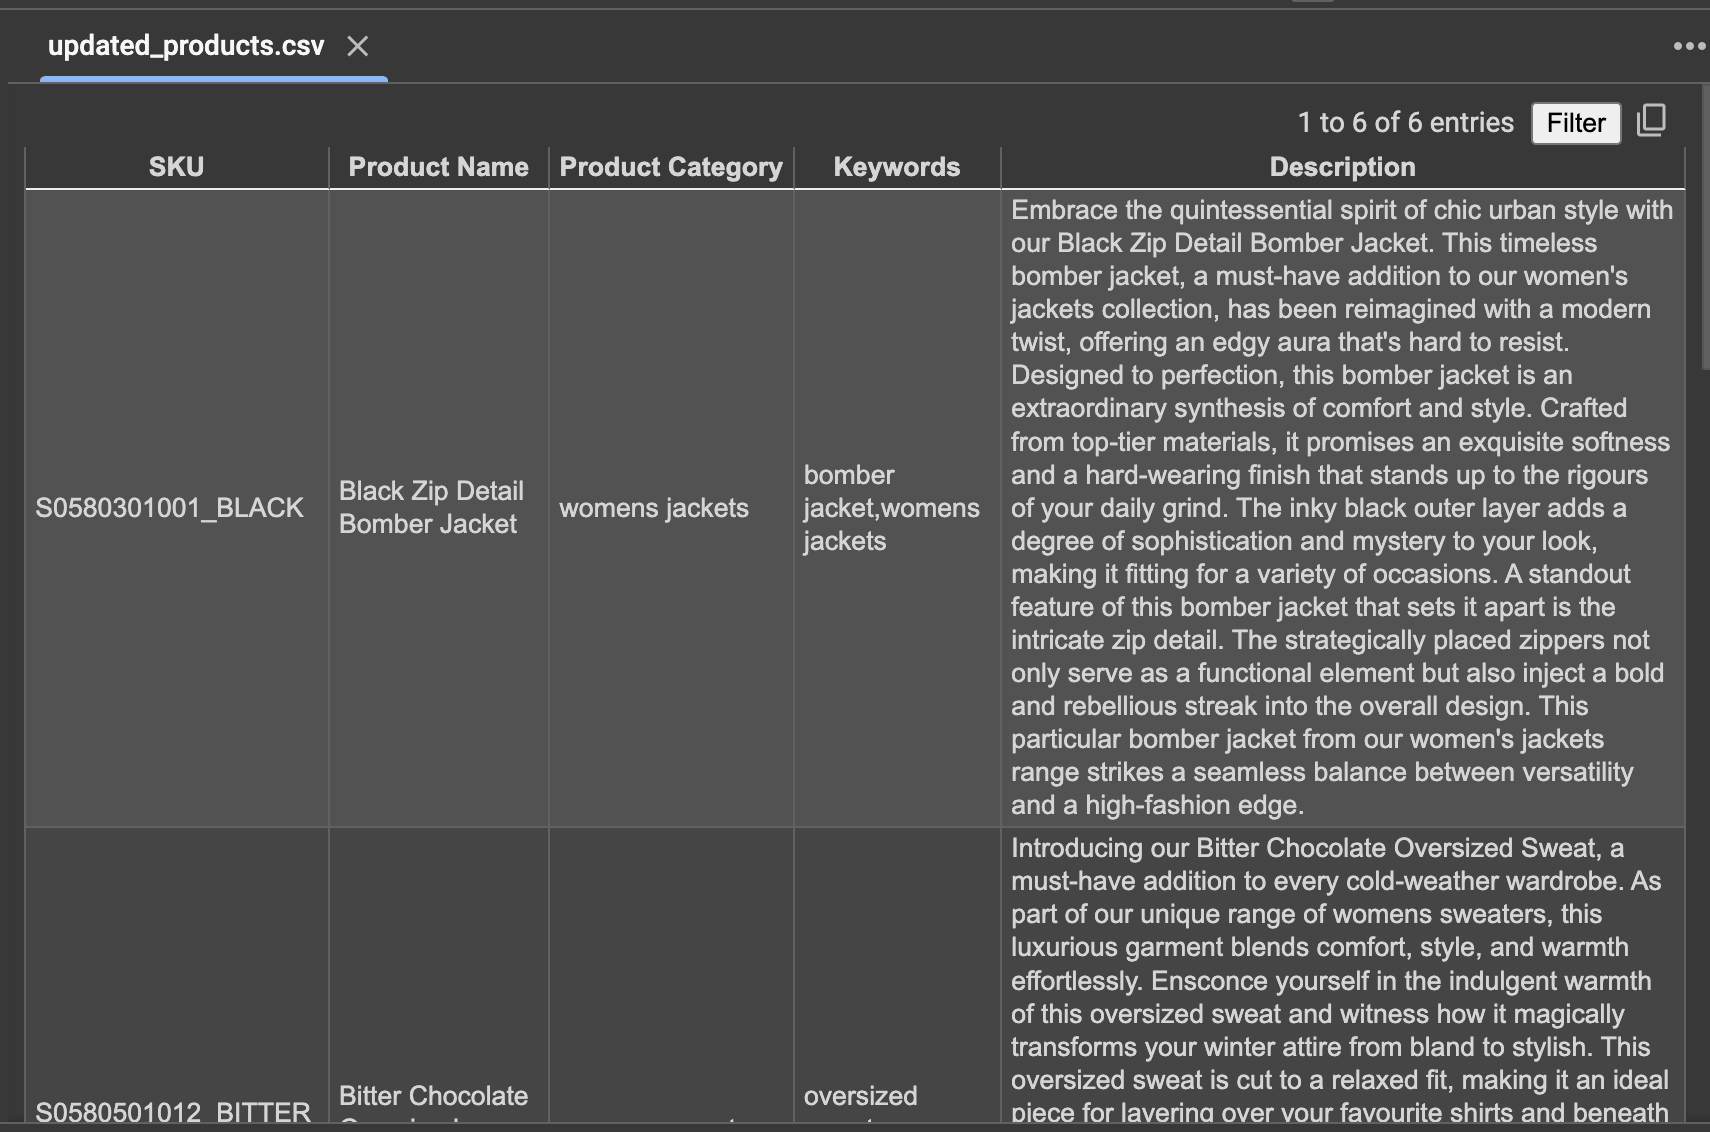 updated_products.csv
1 to 6 of 6 entries Filter
SKU Product Name Product Category Keywords Description
S0580301001_BLACK
Black Zip Detail
Bomber Jacket
womens jackets
bomber
jacket,womens
jackets
Embrace the quintessential spirit of chic urban style with
our Black Zip Detail Bomber Jacket. This timeless
bomber jacket, a must-have addition to our women's
jackets collection, has been reimagined with a modern
twist, offering an edgy aura that's hard to resist.
Designed to perfection, this bomber jacket is an
extraordinary synthesis of comfort and style. Crafted
from top-tier materials, it promises an exquisite softness
and a hard-wearing finish that stands up to the rigours
of your daily grind. The inky black outer layer adds a
degree of sophistication and mystery to your look,
making it fitting for a variety of occasions. A standout
feature of this bomber jacket that sets it apart is the
intricate zip detail. The strategically placed zippers not
only serve as a functional element but also inject a bold
and rebellious streak into the overall design. This
particular bomber jacket from our women's jackets
range strikes a seamless balance between versatility
and a high-fashion edge.
S0580501012_BITTER
Bitter Chocolate
oversized
Introducing our Bitter Chocolate Oversized Sweat, a
must-have addition to every cold-weather wardrobe. As
part of our unique range of womens sweaters, this
luxurious garment blends comfort, style, and warmth
effortlessly. Ensconce yourself in the indulgent warmth
of this oversized sweat and witness how it magically
transforms your winter attire from bland to stylish. This
oversized sweat is cut to a relaxed fit, making it an ideal
piece for layering over your favourite shirts and beneath